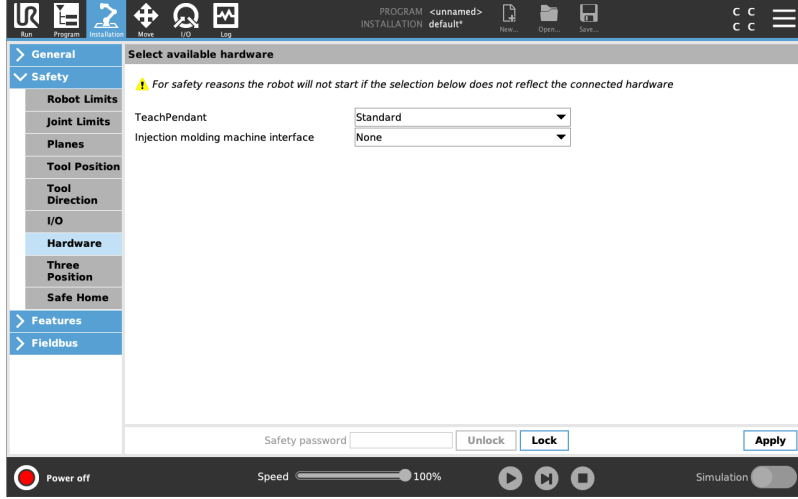 UR
PROGRAM <unnamed>
INSTALLATION default*
Run Program Installation Move I/O Log New... Open... Save...
C C
C C
General
Safety
Robot Limits
Joint Limits
Planes
Tool Position
Tool
Direction
I/O
Hardware
Three
Position
Safe Home
Features
Fieldbus
Select available hardware
For safety reasons the robot will not start if the selection below does not reflect the connected hardware
TeachPendant Standard
Injection molding machine interface None
Safety password Unlock Lock Apply
Power off Speed 100% Simulation